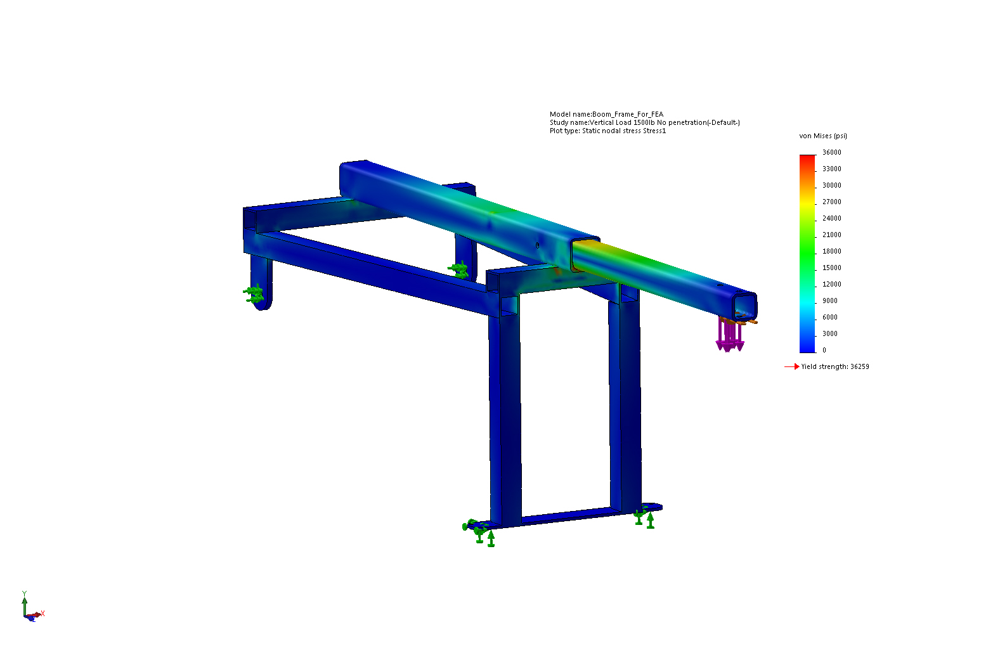 Model name:Boom_Frame_For_FEA
Study name:Vertical Load 1500lb No penetration(-Default-)
Plot type: Static nodal stress Stress1
von Mises (psi)
36000
33000
30000
27000
24000
21000
18000
15000
12000
9000
6000
3000
0
Yield strength: 36259
Y
X